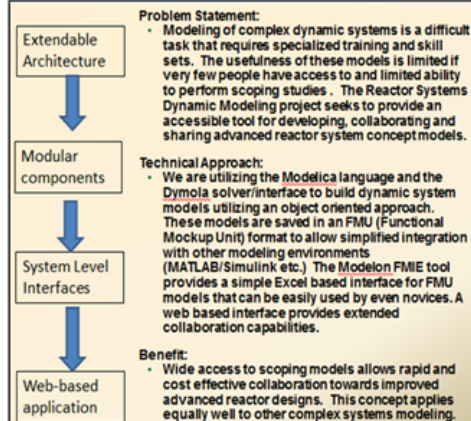 Extendable
Architecture
Modular
components
System Level
Interfaces
Web-based
application
Problem Statement:
• Modeling of complex dynamic systems is a difficult
task that requires specialized training and skill
sets. The usefulness of these models is limited if
very few people have access to and limited ability
to perform scoping studies . The Reactor Systems
Dynamic Modeling project seeks to provide an
accessible tool for developing, collaborating and
sharing advanced reactor system concept models.
Technical Approach:
• We are utilizing the Modelica language and the
Dymola solver/interface to build dynamic system
models utilizing an object oriented approach.
These models are saved in an FMU (Functional
Mockup Unit) format to allow simplified integration
with other modeling environments
(MATLAB/Simulink etc.) The Modelon FMIE tool
provides a simple Excel based interface for FMU
models that can be easily used by even novices. A
web based interface provides extended
collaboration capabilities.
Benefit:
• Wide access to scoping models allows rapid and
cost effective collaboration towards improved
advanced reactor designs. This concept applies
equally well to other complex systems modeling.